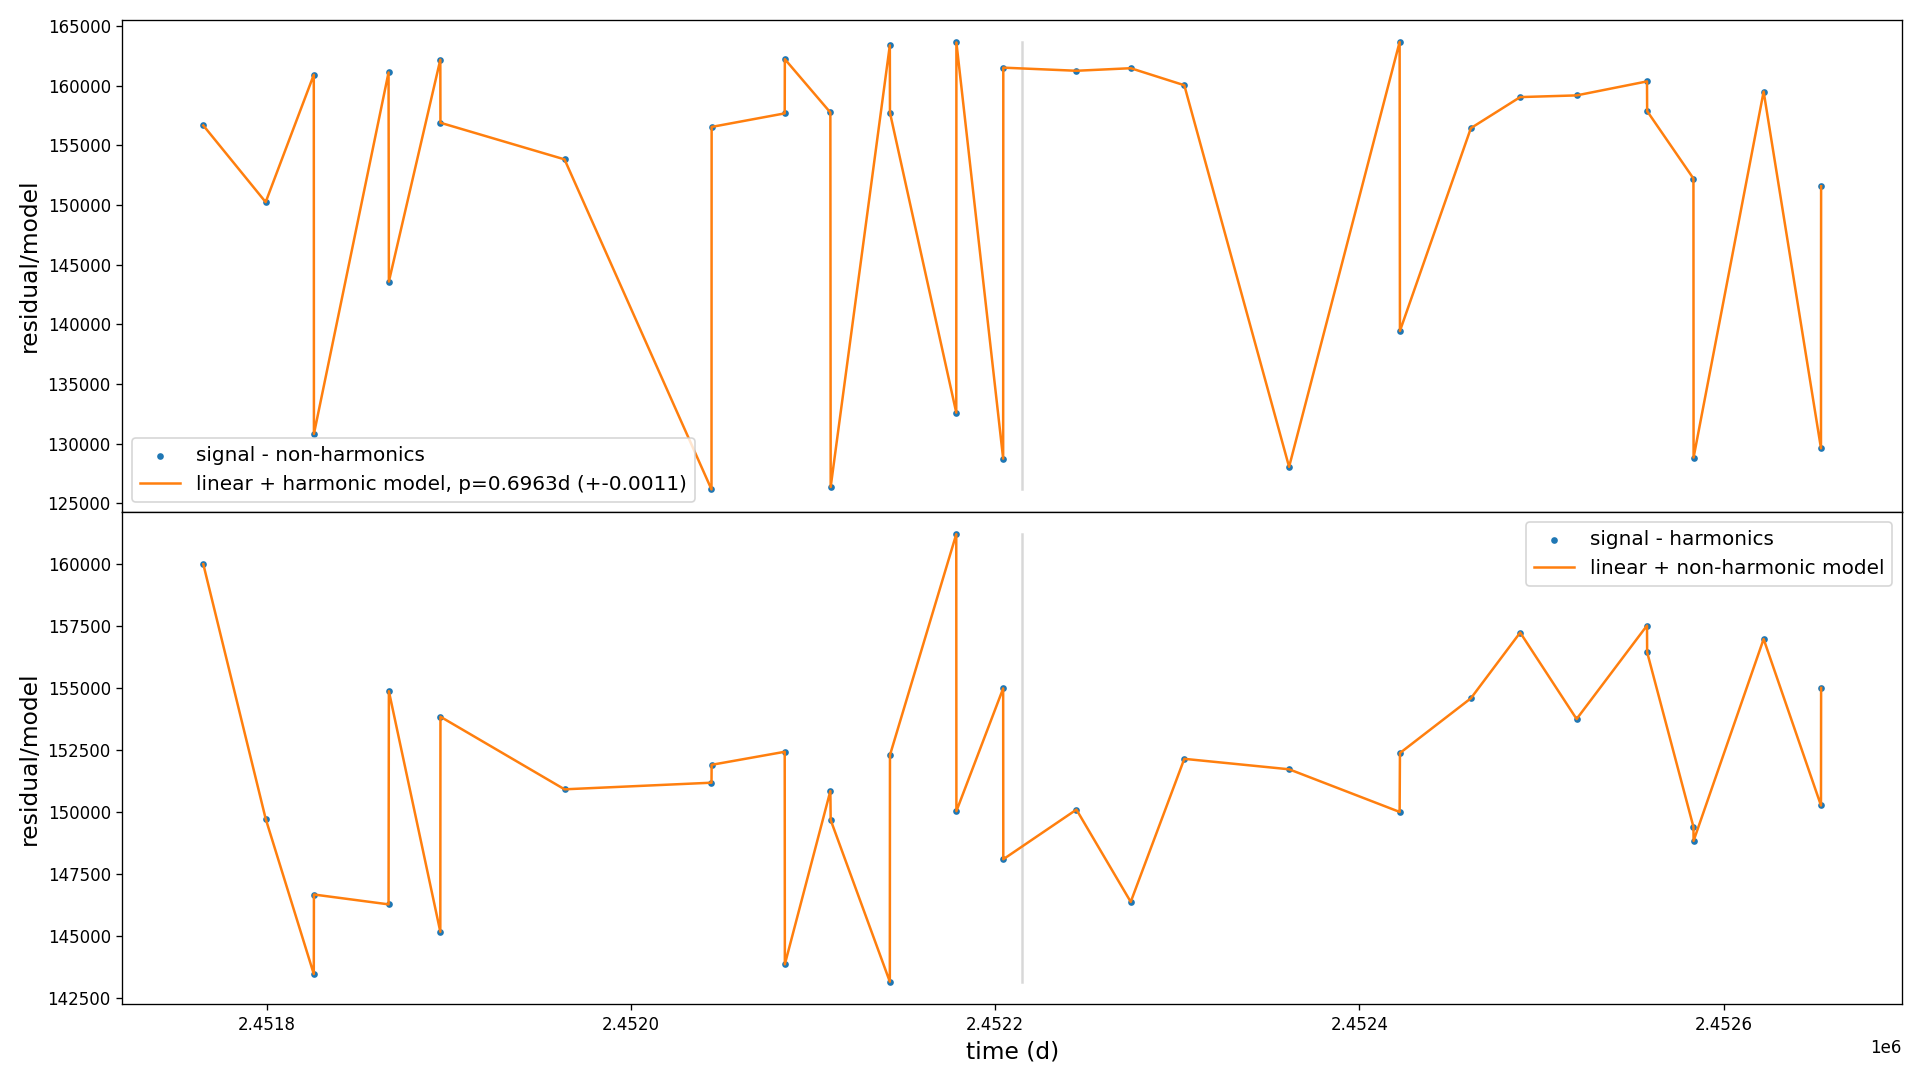 165000
160000
155000
150000
145000
140000
135000
130000
125000
residual/model
signal - non-harmonics
linear + harmonic model, p=0.6963d (+-0.0011)
160000
157500
155000
152500
150000
147500
145000
142500
residual/model
signal - harmonics
linear + non-harmonic model
2.4518 2.4520 2.4522 2.4524 2.4526
1e6
time (d)